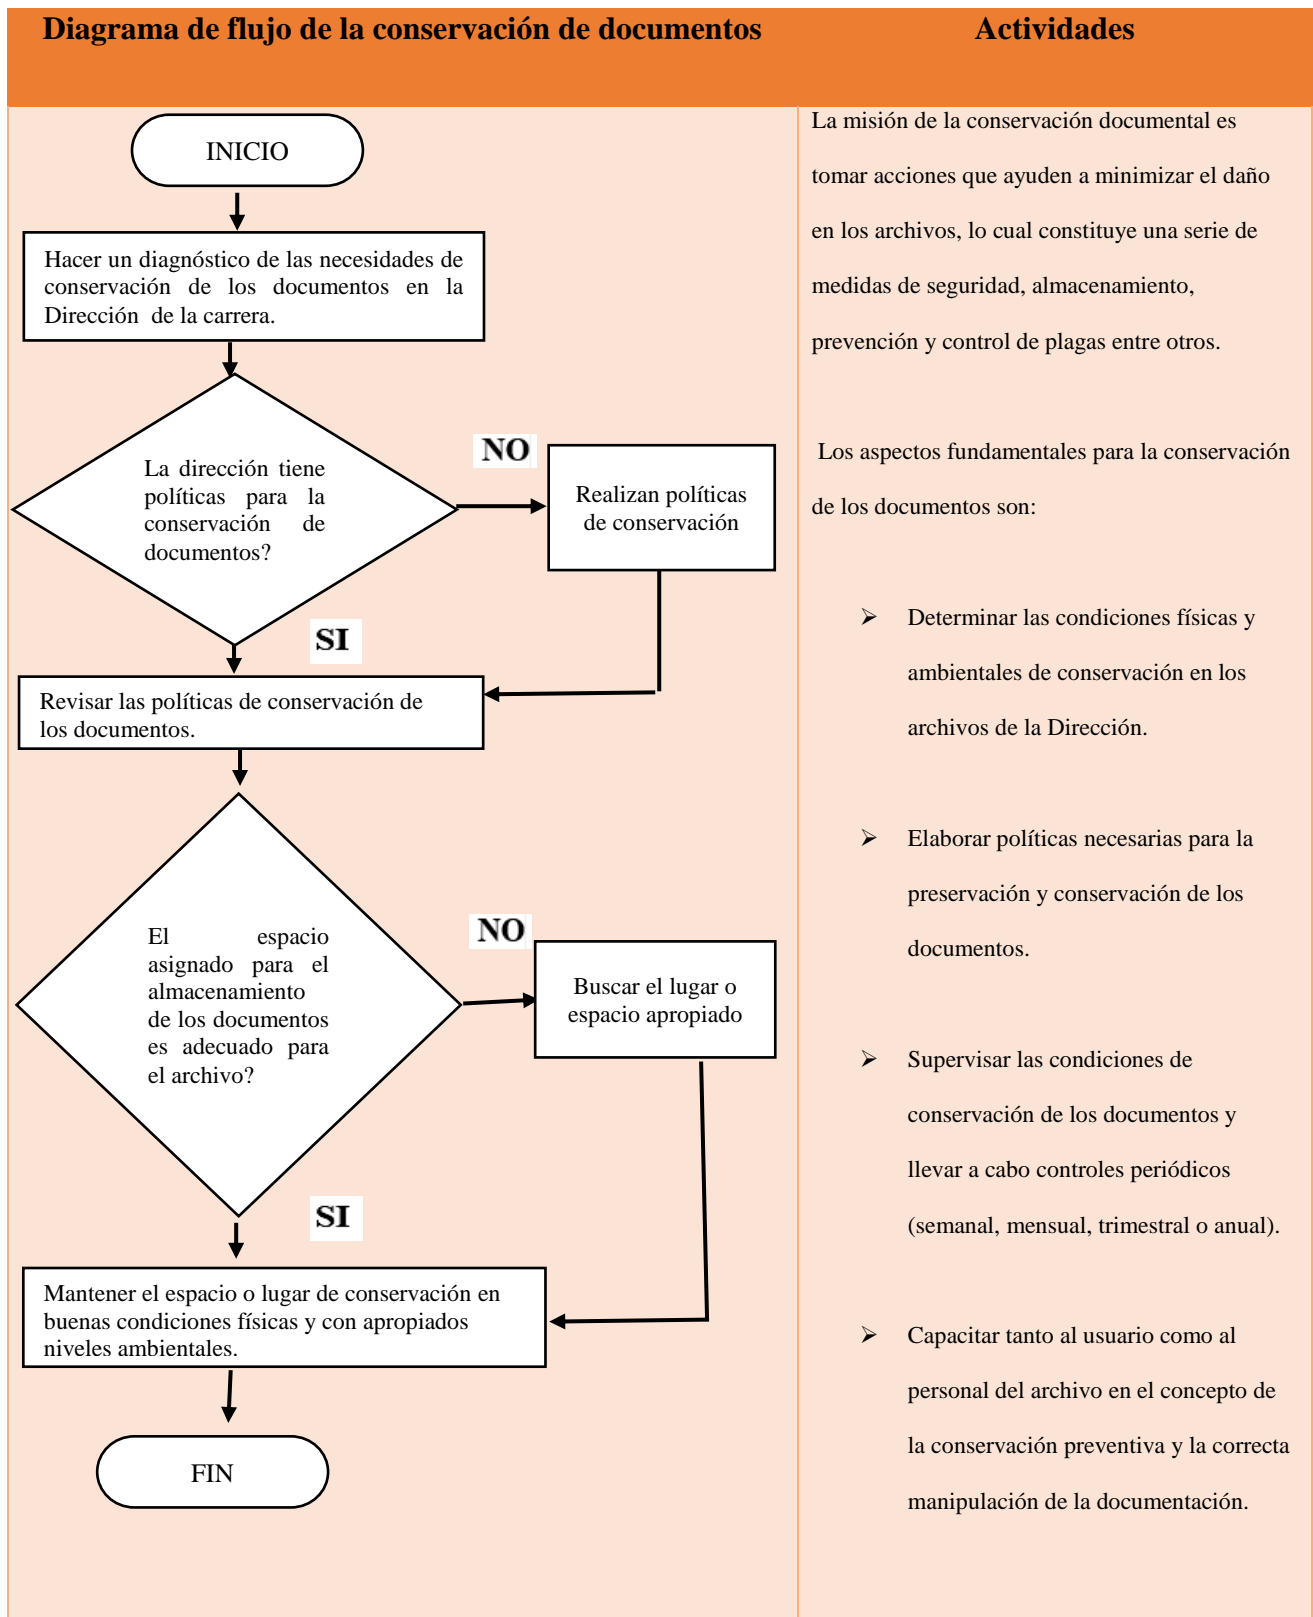 Diagrama de flujo de la conservación de documentos
Actividades
INICIO
Hacer un diagnóstico de las necesidades de
conservación de los documentos en la
Dirección de la carrera.
La dirección tiene
políticas para la
conservación de
documentos?
NO
Realizan políticas
de conservación
SI
Revisar las políticas de conservación de
los documentos.
El espacio
asignado para el
almacenamiento
de los documentos
es adecuado para
el archivo?
NO
Buscar el lugar o
espacio apropiado
SI
Mantener el espacio o lugar de conservación en
buenas condiciones físicas y con apropiados
niveles ambientales.
FIN
La misión de la conservación documental es
tomar acciones que ayuden a minimizar el daño
en los archivos, lo cual constituye una serie de
medidas de seguridad, almacenamiento,
prevención y control de plagas entre otros.
Los aspectos fundamentales para la conservación
de los documentos son:
➢ Determinar las condiciones físicas y
ambientales de conservación en los
archivos de la Dirección.
➢ Elaborar políticas necesarias para la
preservación y conservación de los
documentos.
➢ Supervisar las condiciones de
conservación de los documentos y
llevar a cabo controles periódicos
(semanal, mensual, trimestral o anual).
➢ Capacitar tanto al usuario como al
personal del archivo en el concepto de
la conservación preventiva y la correcta
manipulación de la documentación.